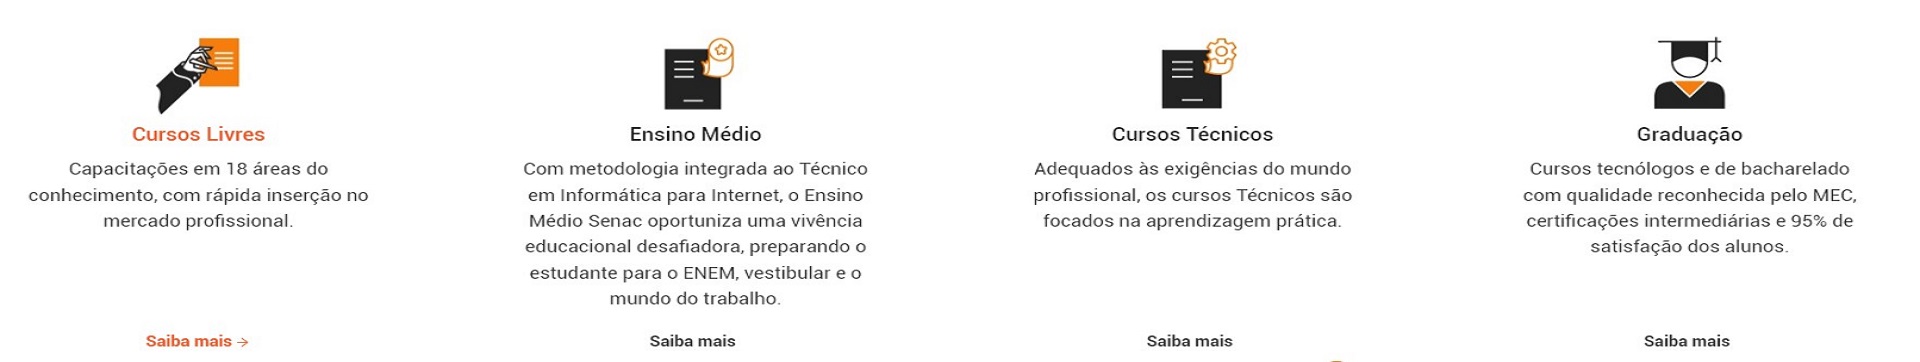 Cursos Livres
Capacitações em 18 áreas do
conhecimento, com rápida inserção no
mercado profissional.
Saiba mais →
Ensino Médio
Com metodologia integrada ao Técnico
em Informática para Internet, o Ensino
Médio Senac oportuniza uma vivência
educacional desafiadora, preparando o
estudante para o ENEM, vestibular e o
mundo do trabalho.
Saiba mais
Cursos Técnicos
Adequados às exigências do mundo
profissional, os cursos Técnicos são
focados na aprendizagem prática.
Saiba mais
Graduação
Cursos tecnólogos e de bacharelado
com qualidade reconhecida pelo MEC,
certificações intermediárias e 95% de
satisfação dos alunos.
Saiba mais